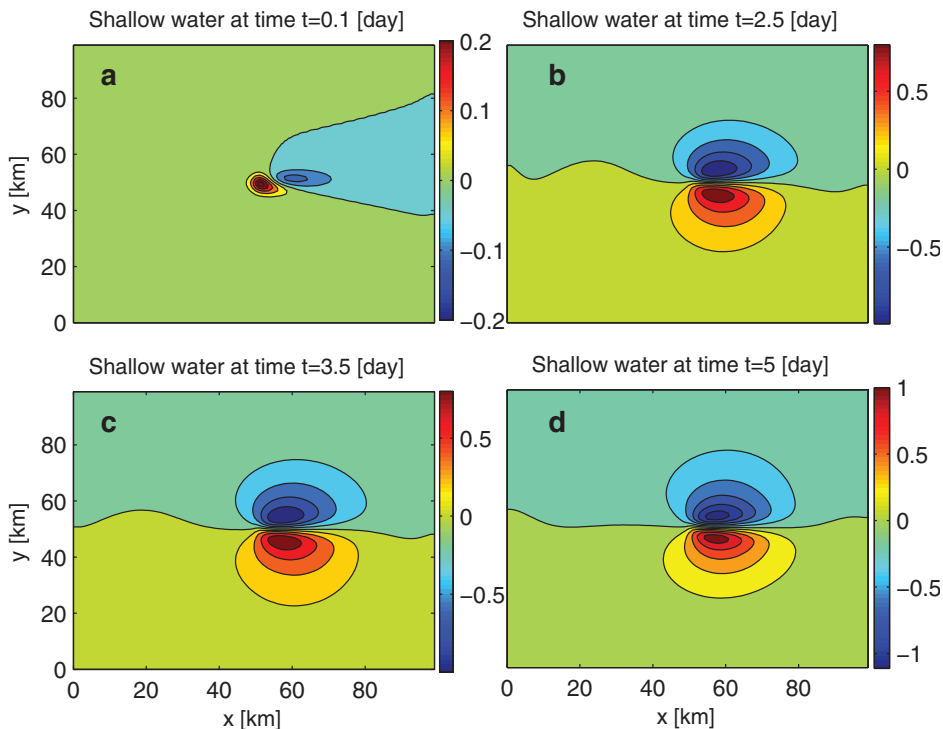 Shallow water at time t=0.1 [day]
Shallow water at time t=2.5 [day]
a
b
y [km]
80
60
40
20
0
0.2
0.1
0
−0.1
−0.2
0.5
0
−0.5
Shallow water at time t=3.5 [day]
Shallow water at time t=5 [day]
c
d
y [km]
80
60
40
20
0
0 20 40 60 80
x [km]
0.5
0
−0.5
0 20 40 60 80
x [km]
1
0.5
0
−0.5
−1